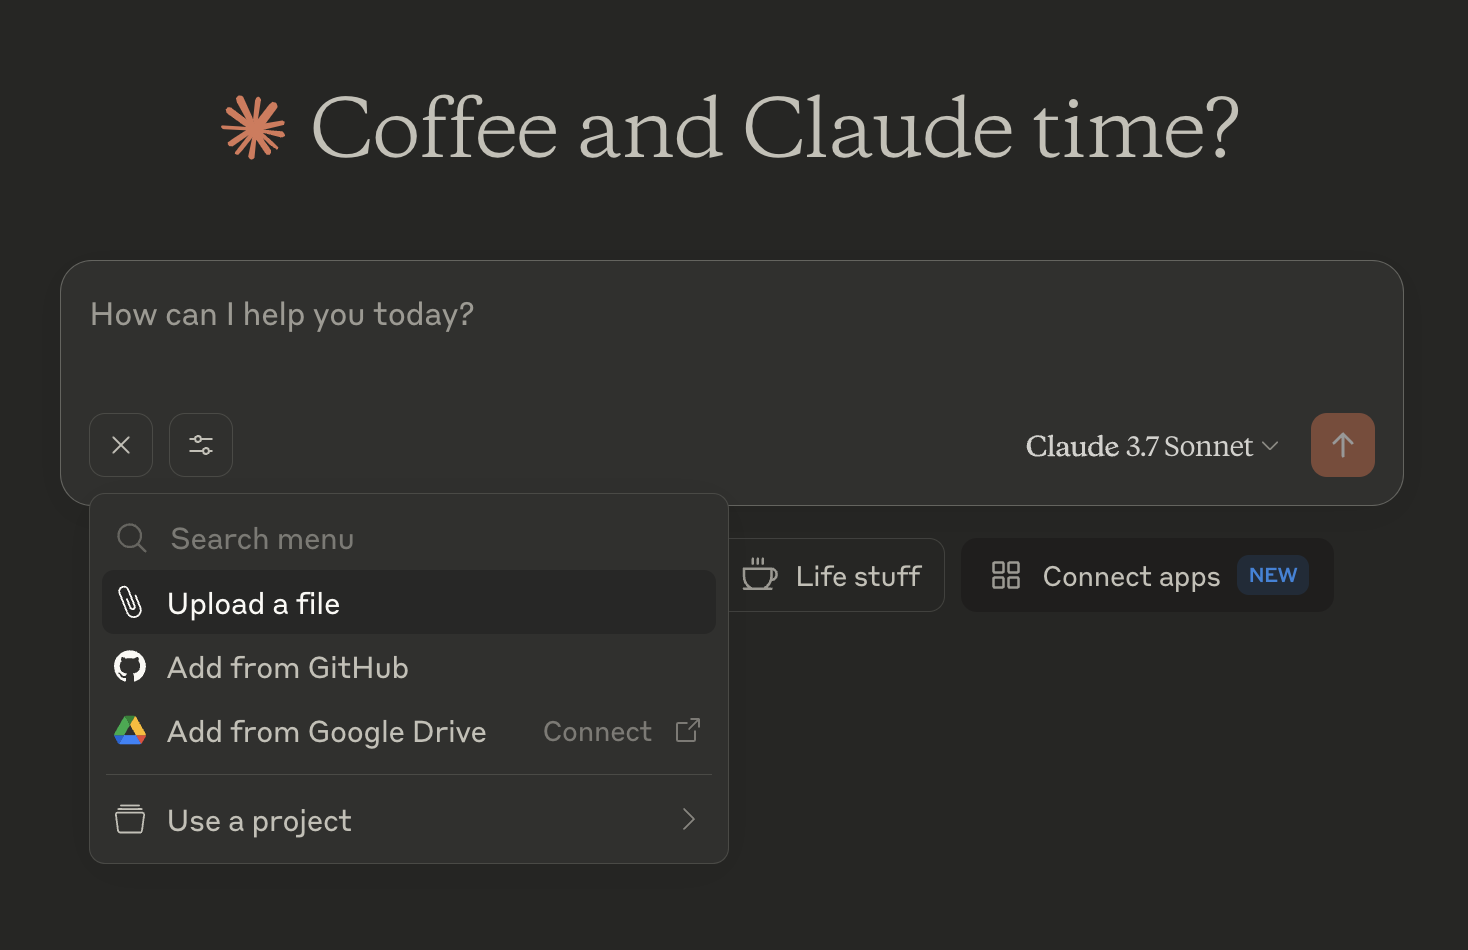 Coffee and Claude time?
How can I help you today?
Claude 3.7 Sonnet
Search menu
Upload a file
Add from GitHub
Add from Google Drive Connect
Use a project
Life stuff
Connect apps NEW